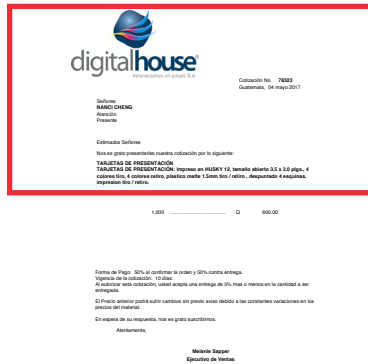 digitalhouse
Innovaciones en papel, S.A.
Cotización No. 78323
Guatemala, 04 mayo 2017
Señores
NANCI CHENG
Atención
Presente
Estimados Señores
Nos es grato presentarles nuestra cotización por lo siguiente:
TARJETAS DE PRESENTACIÓN
TARJETAS DE PRESENTACIÓN: Impreso en HUSKY 12, tamaño abierto 3.5 x 2.0 plgs., 4
colores tiro, 4 colores retiro, plastico matte 1.5mm tiro / retiro , despuntado 4 esquinas,
impresion tiro / retiro.
1,000 ........................ Q 600.00
Forma de Pago: 50% al confirmar la orden y 50% contra entrega.
Vigencia de la cotización: 10 días.
Al autorizar esta cotización, usted acepta una entrega de 5% mas o menos en la cantidad a ser
entregada.
El Precio anterior podrá sufrir cambios sin previo aviso debido a las constantes variaciones en los
precios del material.
En espera de su respuesta, nos es grato suscribirnos.
Atentamente,
Melanie Sapper
Ejecutivo de Ventas